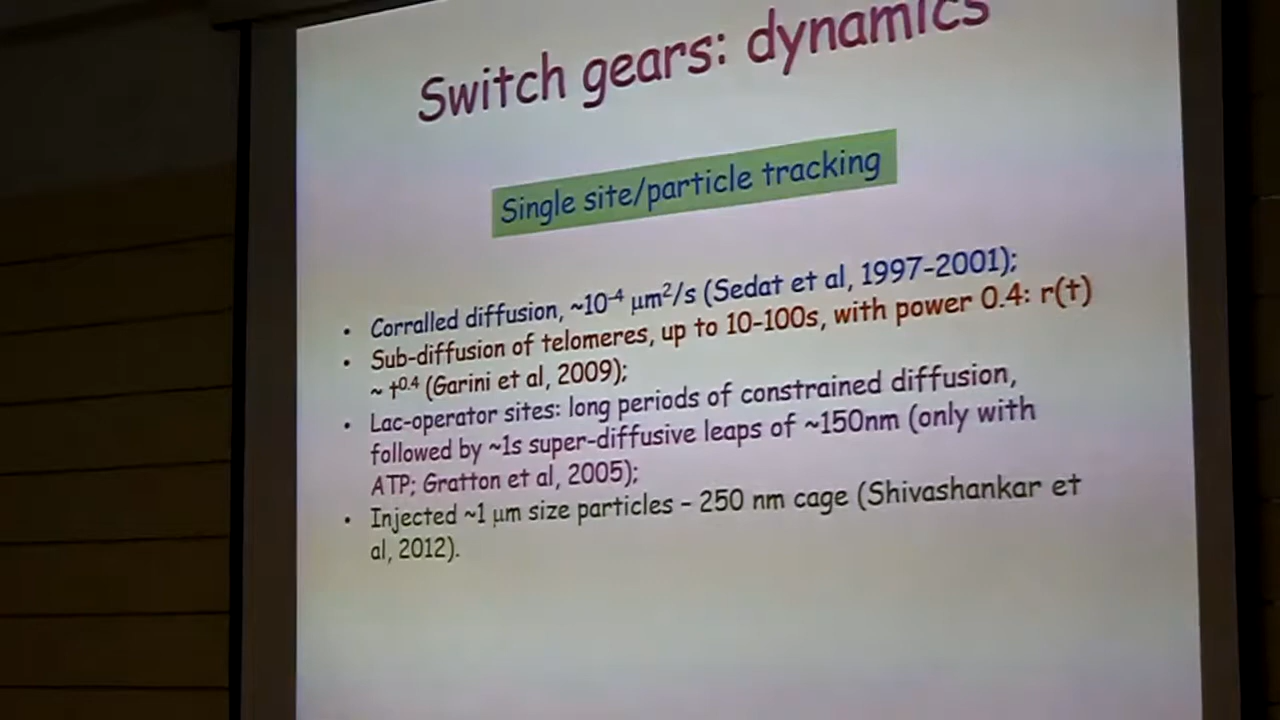 Switch gears: dynamics
Single site/particle tracking
• Corralled diffusion, ~10⁻⁴ μm²/s (Sedat et al, 1997-2001);
• Sub-diffusion of telomeres, up to 10-100s, with power 0.4: r(t)
~ t⁰·⁴ (Garini et al, 2009);
• Lac-operator sites: long periods of constrained diffusion,
followed by ~1s super-diffusive leaps of ~150nm (only with
ATP; Gratton et al, 2005);
• Injected ~1 μm size particles – 250 nm cage (Shivashankar et
al, 2012).